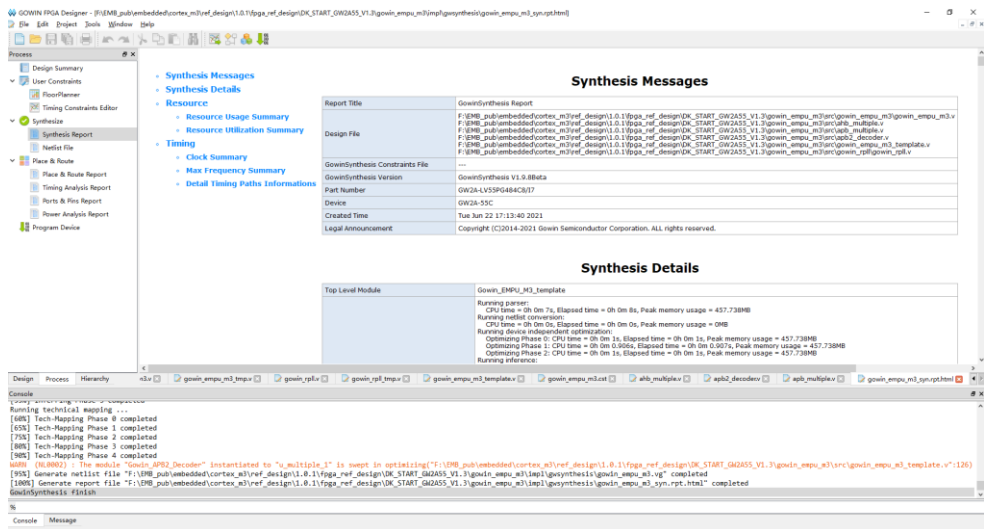 GOWIN FPGA Designer - [F:\EMB_pub\embedded\cortex_m3\ref_design\1.0.1\fpga_ref_design\DK_START_GW2A55_V1.3\gowin_empu_m3\impl\gwsynthesis\gowin_empu_m3_syn.rpt.html]
File Edit Project Tools Window Help
Process
Design Summary
User Constraints
FloorPlanner
Timing Constraints Editor
Synthesize
Synthesis Report
Netlist File
Place & Route
Place & Route Report
Timing Analysis Report
Ports & Pins Report
Power Analysis Report
Program Device
Synthesis Messages
Synthesis Details
Resource
Resource Usage Summary
Resource Utilization Summary
Timing
Clock Summary
Max Frequency Summary
Detail Timing Paths Informations
Synthesis Messages
Report Title GowinSynthesis Report
Design File
F:\EMB_pub\embedded\cortex_m3\ref_design\1.0.1\fpga_ref_design\DK_START_GW2A55_V1.3\gowin_empu_m3\src\gowin_empu_m3\gowin_empu_m3.v
F:\EMB_pub\embedded\cortex_m3\ref_design\1.0.1\fpga_ref_design\DK_START_GW2A55_V1.3\gowin_empu_m3\src\ahb_multiple.v
F:\EMB_pub\embedded\cortex_m3\ref_design\1.0.1\fpga_ref_design\DK_START_GW2A55_V1.3\gowin_empu_m3\src\apb_multiple.v
F:\EMB_pub\embedded\cortex_m3\ref_design\1.0.1\fpga_ref_design\DK_START_GW2A55_V1.3\gowin_empu_m3\src\apb2_decoder.v
F:\EMB_pub\embedded\cortex_m3\ref_design\1.0.1\fpga_ref_design\DK_START_GW2A55_V1.3\gowin_empu_m3\src\gowin_empu_m3_template.v
F:\EMB_pub\embedded\cortex_m3\ref_design\1.0.1\fpga_ref_design\DK_START_GW2A55_V1.3\gowin_empu_m3\src\gowin_rpll\gowin_rpll.v
GowinSynthesis Constraints File ---
GowinSynthesis Version GowinSynthesis V1.9.8Beta
Part Number GW2A-LV55PG484C8/I7
Device GW2A-55C
Created Time Tue Jun 22 17:13:40 2021
Legal Announcement Copyright (C)2014-2021 Gowin Semiconductor Corporation. ALL rights reserved.
Synthesis Details
Top Level Module Gowin_EMPU_M3_template
Running parser:
CPU time = 0h 0m 7s, Elapsed time = 0h 0m 8s, Peak memory usage = 457.738MB
Running netlist conversion:
CPU time = 0h 0m 0s, Elapsed time = 0h 0m 0s, Peak memory usage = 0MB
Running device independent optimization:
Optimizing Phase 0: CPU time = 0h 0m 1s, Elapsed time = 0h 0m 1s, Peak memory usage = 457.738MB
Optimizing Phase 1: CPU time = 0h 0m 0.906s, Elapsed time = 0h 0m 0.907s, Peak memory usage = 457.738MB
Optimizing Phase 2: CPU time = 0h 0m 1s, Elapsed time = 0h 0m 1s, Peak memory usage = 457.738MB
Running inference:
Design Process Hierarchy n3.v gowin_empu_m3_tmp.v gowin_rpll.v gowin_rpll_tmp.v gowin_empu_m3_template.v gowin_empu_m3.cst ahb_multiple.v apb2_decoder.v apb_multiple.v gowin_empu_m3_syn.rpt.html
Console
Running technical mapping ...
[60%] Tech-Mapping Phase 0 completed
[65%] Tech-Mapping Phase 1 completed
[75%] Tech-Mapping Phase 2 completed
[80%] Tech-Mapping Phase 3 completed
[90%] Tech-Mapping Phase 4 completed
WARN (NL0002) : The module "Gowin_APB2_Decoder" instantiated to "u_multiple_1" is swept in optimizing("F:\EMB_pub\embedded\cortex_m3\ref_design\1.0.1\fpga_ref_design\DK_START_GW2A55_V1.3\gowin_empu_m3\src\gowin_empu_m3_template.v":126)
[95%] Generate netlist file "F:\EMB_pub\embedded\cortex_m3\ref_design\1.0.1\fpga_ref_design\DK_START_GW2A55_V1.3\gowin_empu_m3\impl\gwsynthesis\gowin_empu_m3.vg" completed
[100%] Generate report file "F:\EMB_pub\embedded\cortex_m3\ref_design\1.0.1\fpga_ref_design\DK_START_GW2A55_V1.3\gowin_empu_m3\impl\gwsynthesis\gowin_empu_m3_syn.rpt.html" completed
GowinSynthesis finish
%
Console Message